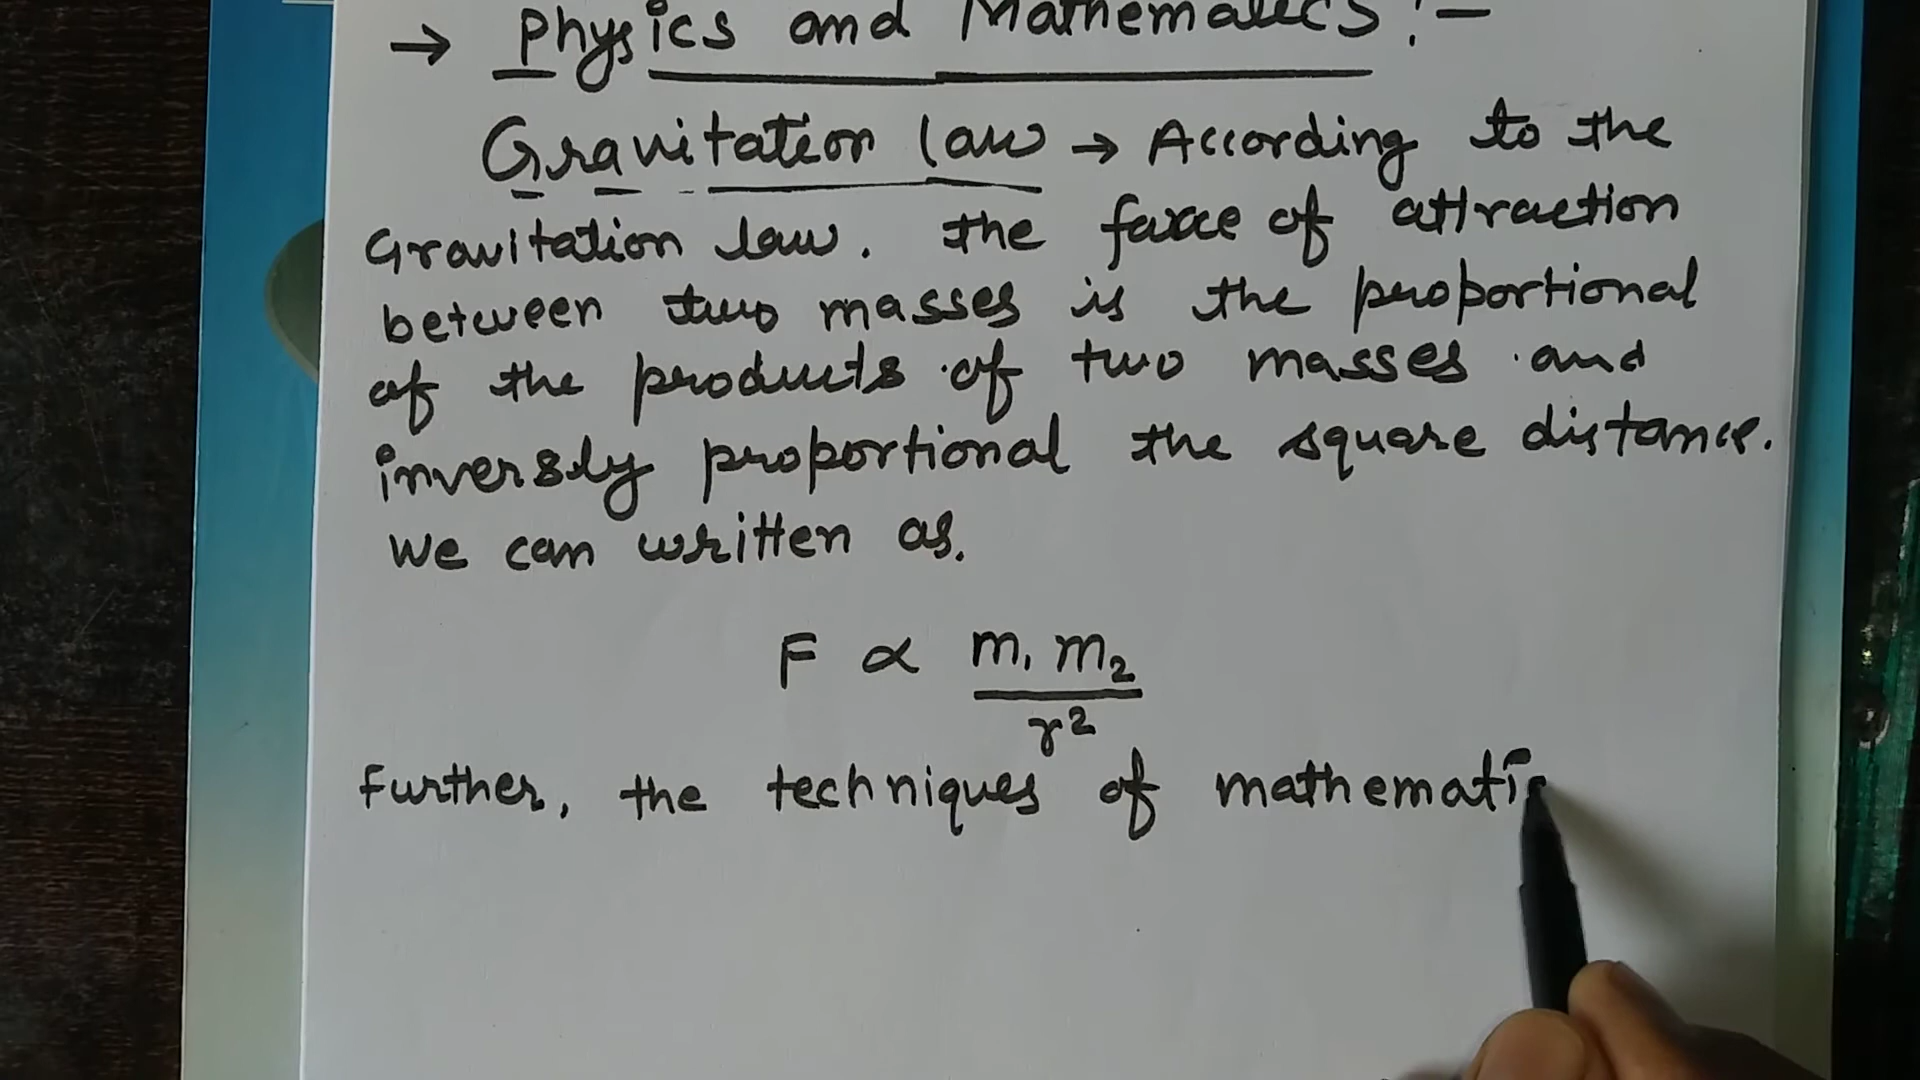 → Physics and Mathematics :-
Gravitation law → According to the
Gravitation law. the force of attraction
between two masses is the proportional
of the products of two masses and
inversly proportional the square distance.
we can written as.
F ∝ m₁ m₂
r²
further, the techniques of mathematic